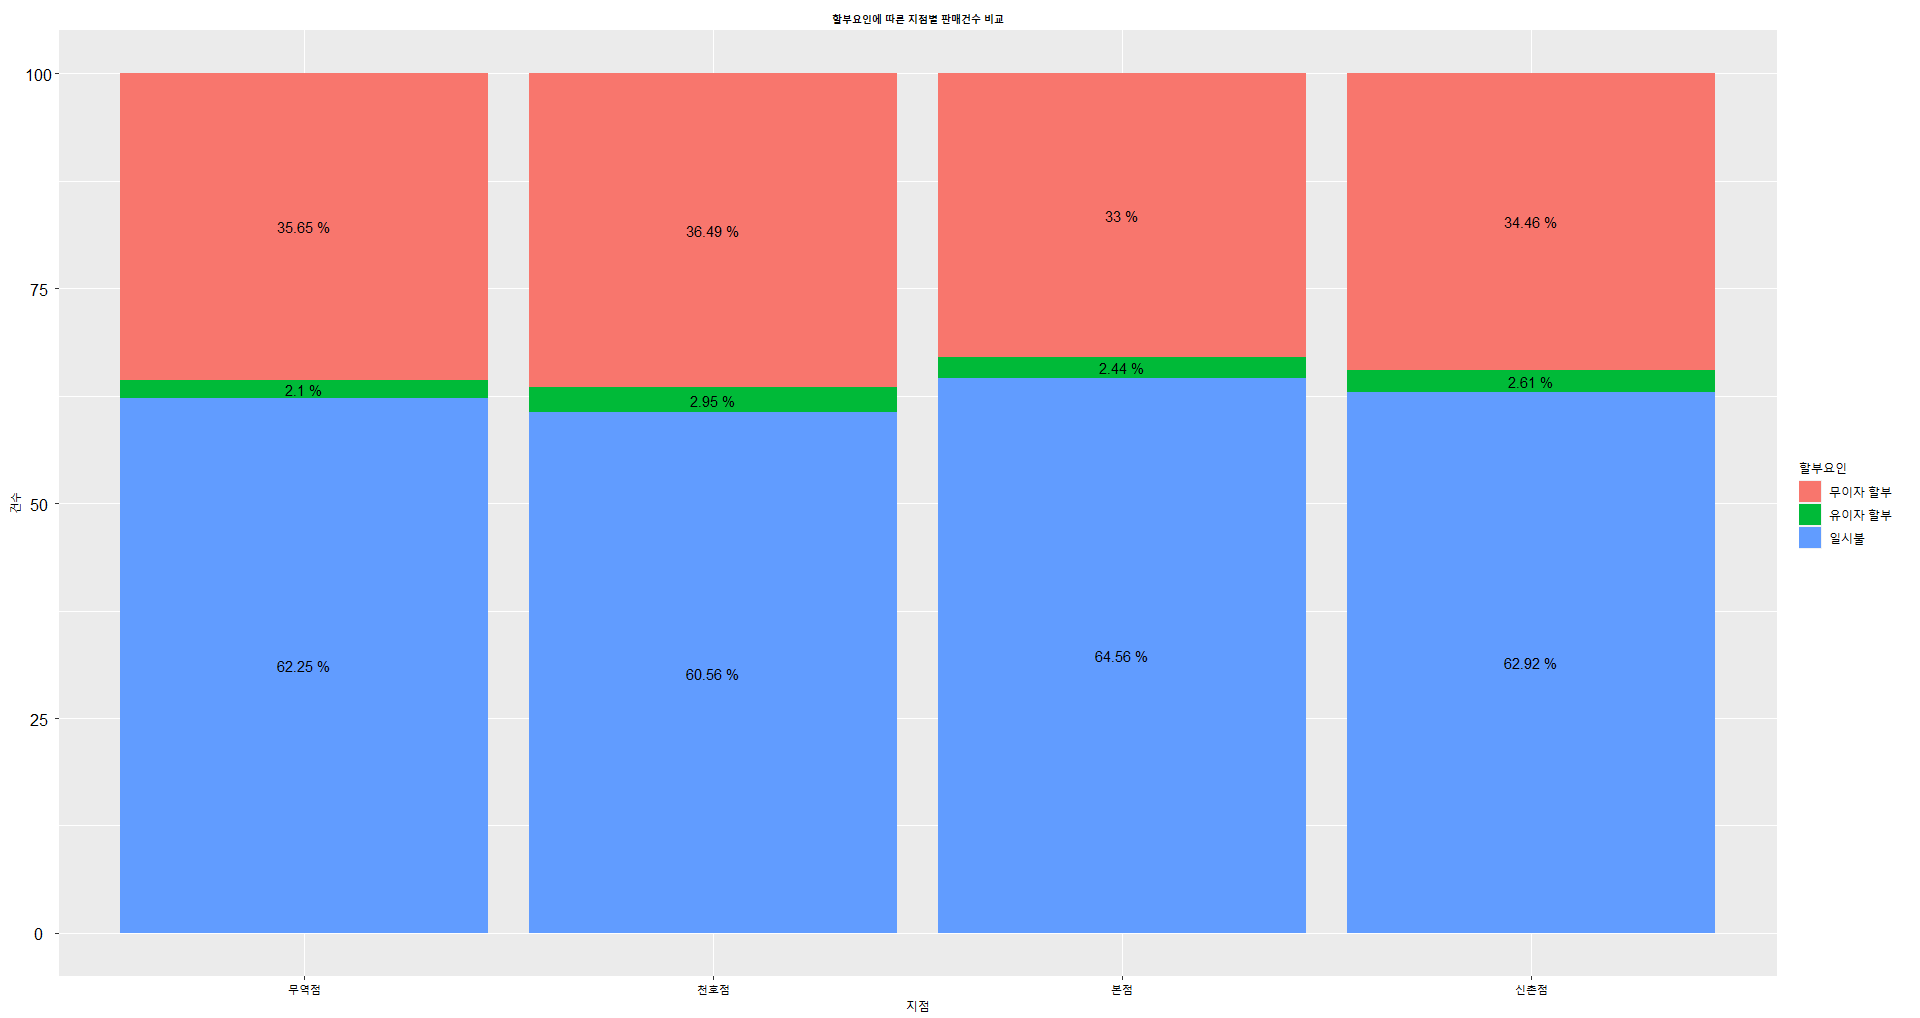 할부요인에 따른 지점별 판매건수 비교
100
75
50
25
0
건수
35.65 %
36.49 %
33 %
34.46 %
2.1 %
2.95 %
2.44 %
2.61 %
62.25 %
60.56 %
64.56 %
62.92 %
무역점
천호점
본점
신촌점
지점
할부요인
무이자 할부
유이자 할부
일시불